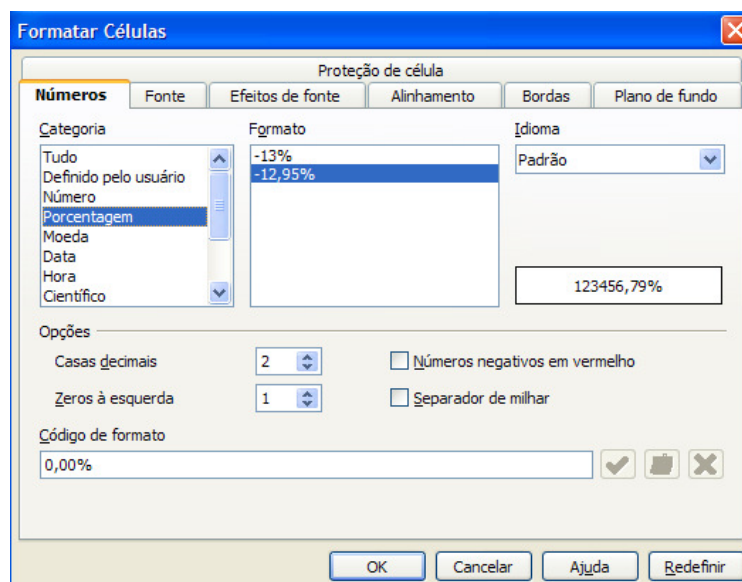 Formatar Células
Proteção de célula
Números Fonte Efeitos de fonte Alinhamento Bordas Plano de fundo
Categoria Formato Idioma
Tudo
Definido pelo usuário
Número
Porcentagem
Moeda
Data
Hora
Científico
-13%
-12,95%
Padrão
123456,79%
Opções
Casas decimais 2 Números negativos em vermelho
Zeros à esquerda 1 Separador de milhar
Código de formato
0,00%
OK Cancelar Ajuda Redefinir